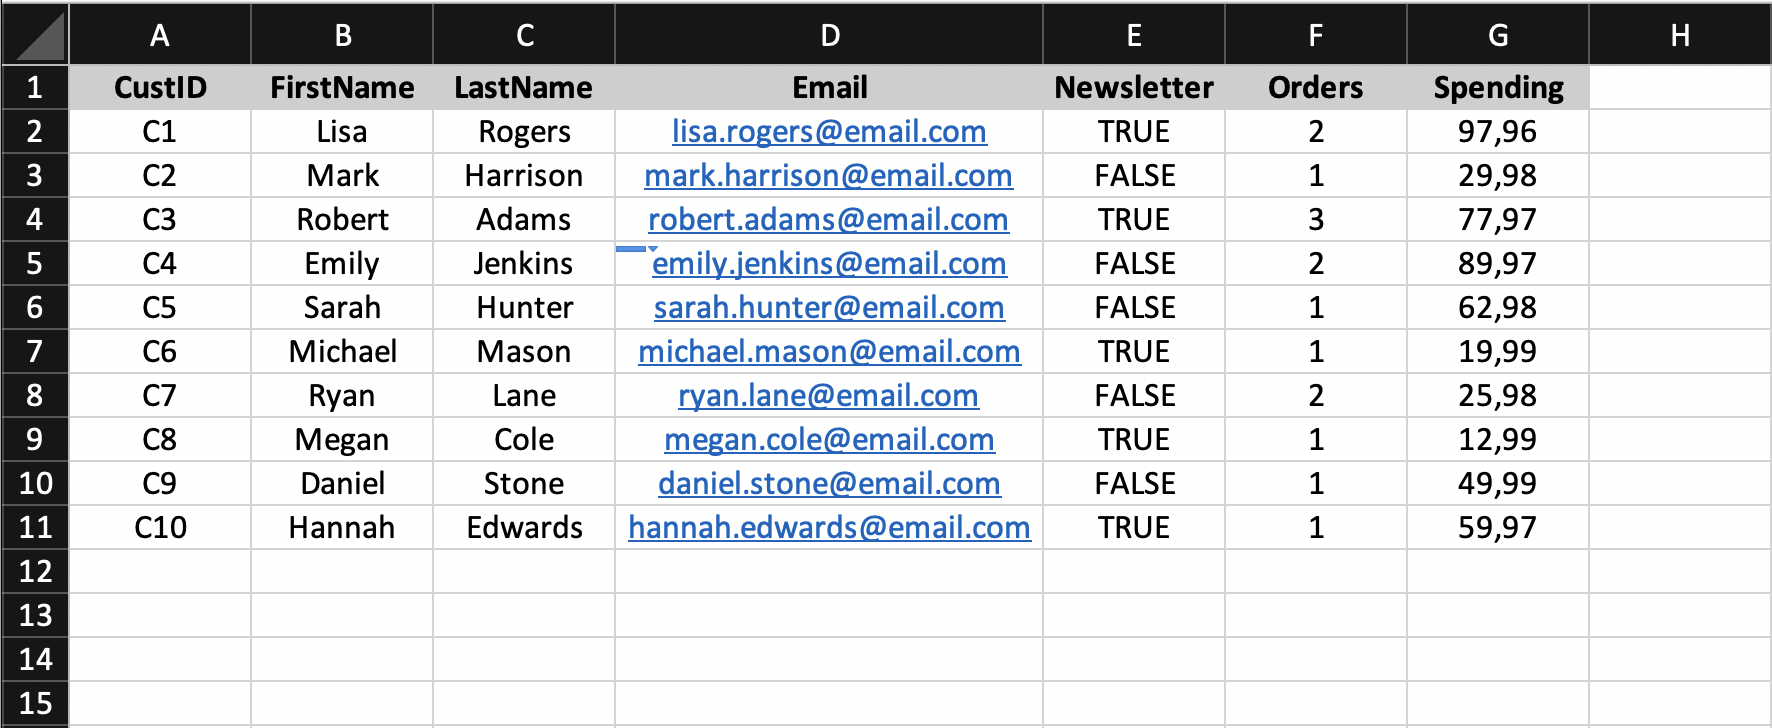 A B C D E F G H
1 CustID FirstName LastName Email Newsletter Orders Spending
2 C1 Lisa Rogers lisa.rogers@email.com TRUE 2 97,96
3 C2 Mark Harrison mark.harrison@email.com FALSE 1 29,98
4 C3 Robert Adams robert.adams@email.com TRUE 3 77,97
5 C4 Emily Jenkins emily.jenkins@email.com FALSE 2 89,97
6 C5 Sarah Hunter sarah.hunter@email.com FALSE 1 62,98
7 C6 Michael Mason michael.mason@email.com TRUE 1 19,99
8 C7 Ryan Lane ryan.lane@email.com FALSE 2 25,98
9 C8 Megan Cole megan.cole@email.com TRUE 1 12,99
10 C9 Daniel Stone daniel.stone@email.com FALSE 1 49,99
11 C10 Hannah Edwards hannah.edwards@email.com TRUE 1 59,97
12
13
14
15